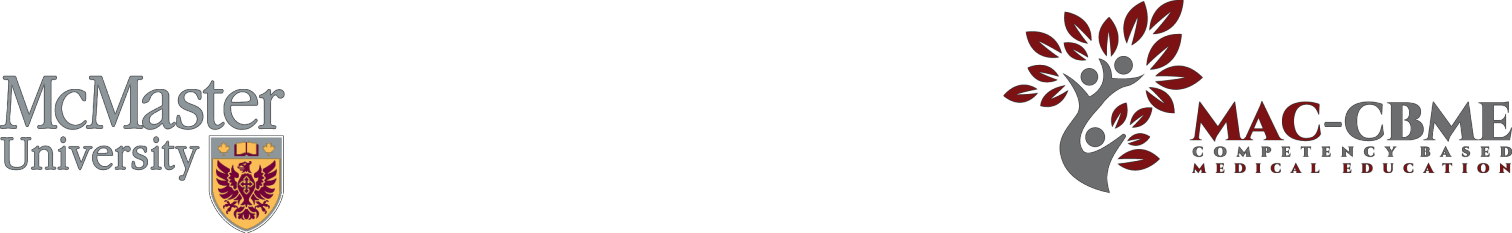 McMaster
University
MAC-CBME
COMPETENCY BASED
MEDICAL EDUCATION